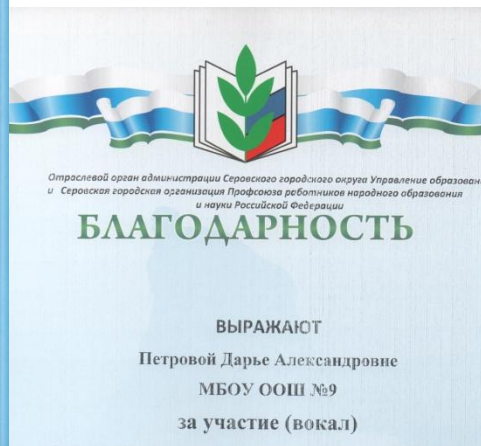 Отраслевой орган администрации Серовского городского округа Управление образован
и Серовская городская организация Профсоюза работников народного образования
и науки Российской Федерации
БЛАГОДАРНОСТЬ
ВЫРАЖАЮТ
Петровой Дарье Александровне
МБОУ ООШ №9
за участие (вокал)